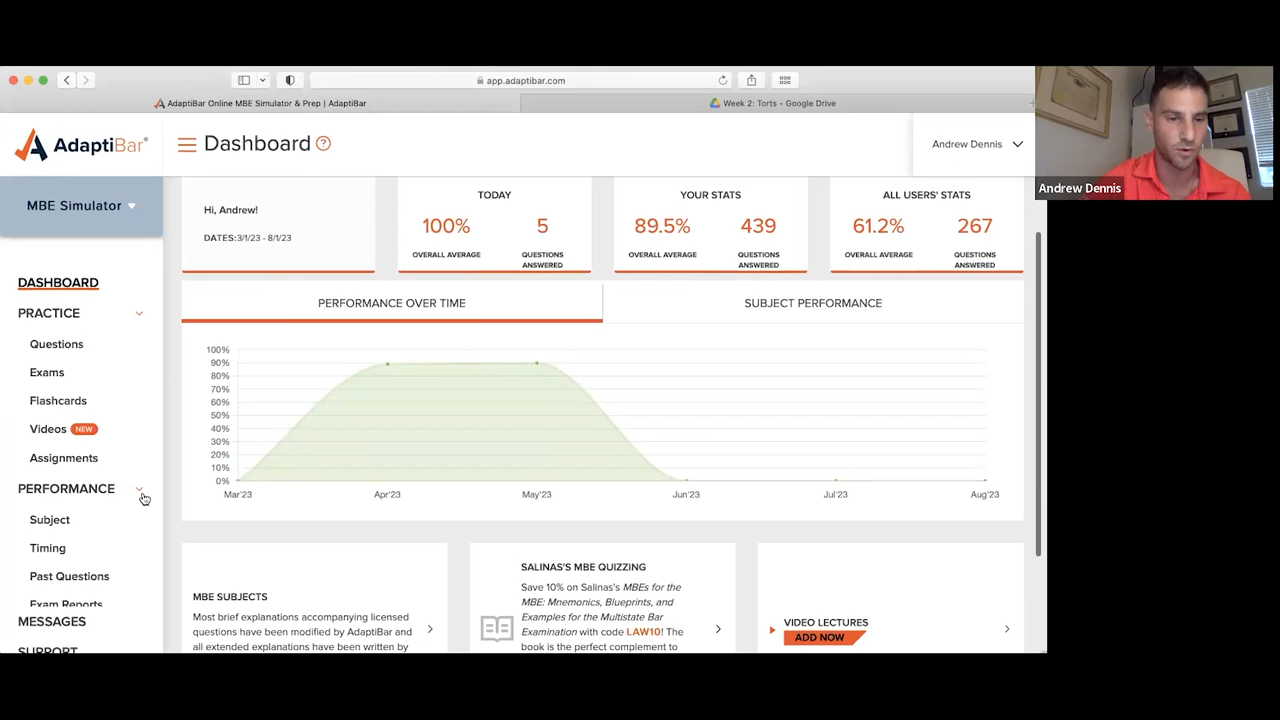 app.adaptibar.com
AdaptiBar Online MBE Simulator & Prep | AdaptiBar
Week 2: Torts - Google Drive
AdaptiBar®
Dashboard ?
Andrew Dennis
Andrew Dennis
MBE Simulator
DASHBOARD
PRACTICE
Questions
Exams
Flashcards
Videos NEW
Assignments
PERFORMANCE
Subject
Timing
Past Questions
Exam Reports
MESSAGES
SUPPORT
Hi, Andrew!
DATES:3/1/23 - 8/1/23
TODAY
100% 5
OVERALL AVERAGE QUESTIONS
ANSWERED
YOUR STATS
89.5% 439
OVERALL AVERAGE QUESTIONS
ANSWERED
ALL USERS' STATS
61.2% 267
OVERALL AVERAGE QUESTIONS
ANSWERED
PERFORMANCE OVER TIME
SUBJECT PERFORMANCE
100%
90%
80%
70%
60%
50%
40%
30%
20%
10%
0%
Mar'23 Apr'23 May'23 Jun'23 Jul'23 Aug'23
MBE SUBJECTS
Most brief explanations accompanying licensed
questions have been modified by AdaptiBar and
all extended explanations have been written by
SALINAS'S MBE QUIZZING
Save 10% on Salinas's MBEs for the
MBE: Mnemonics, Blueprints, and
Examples for the Multistate Bar
Examination with code LAW10! The
book is the perfect complement to
VIDEO LECTURES
ADD NOW